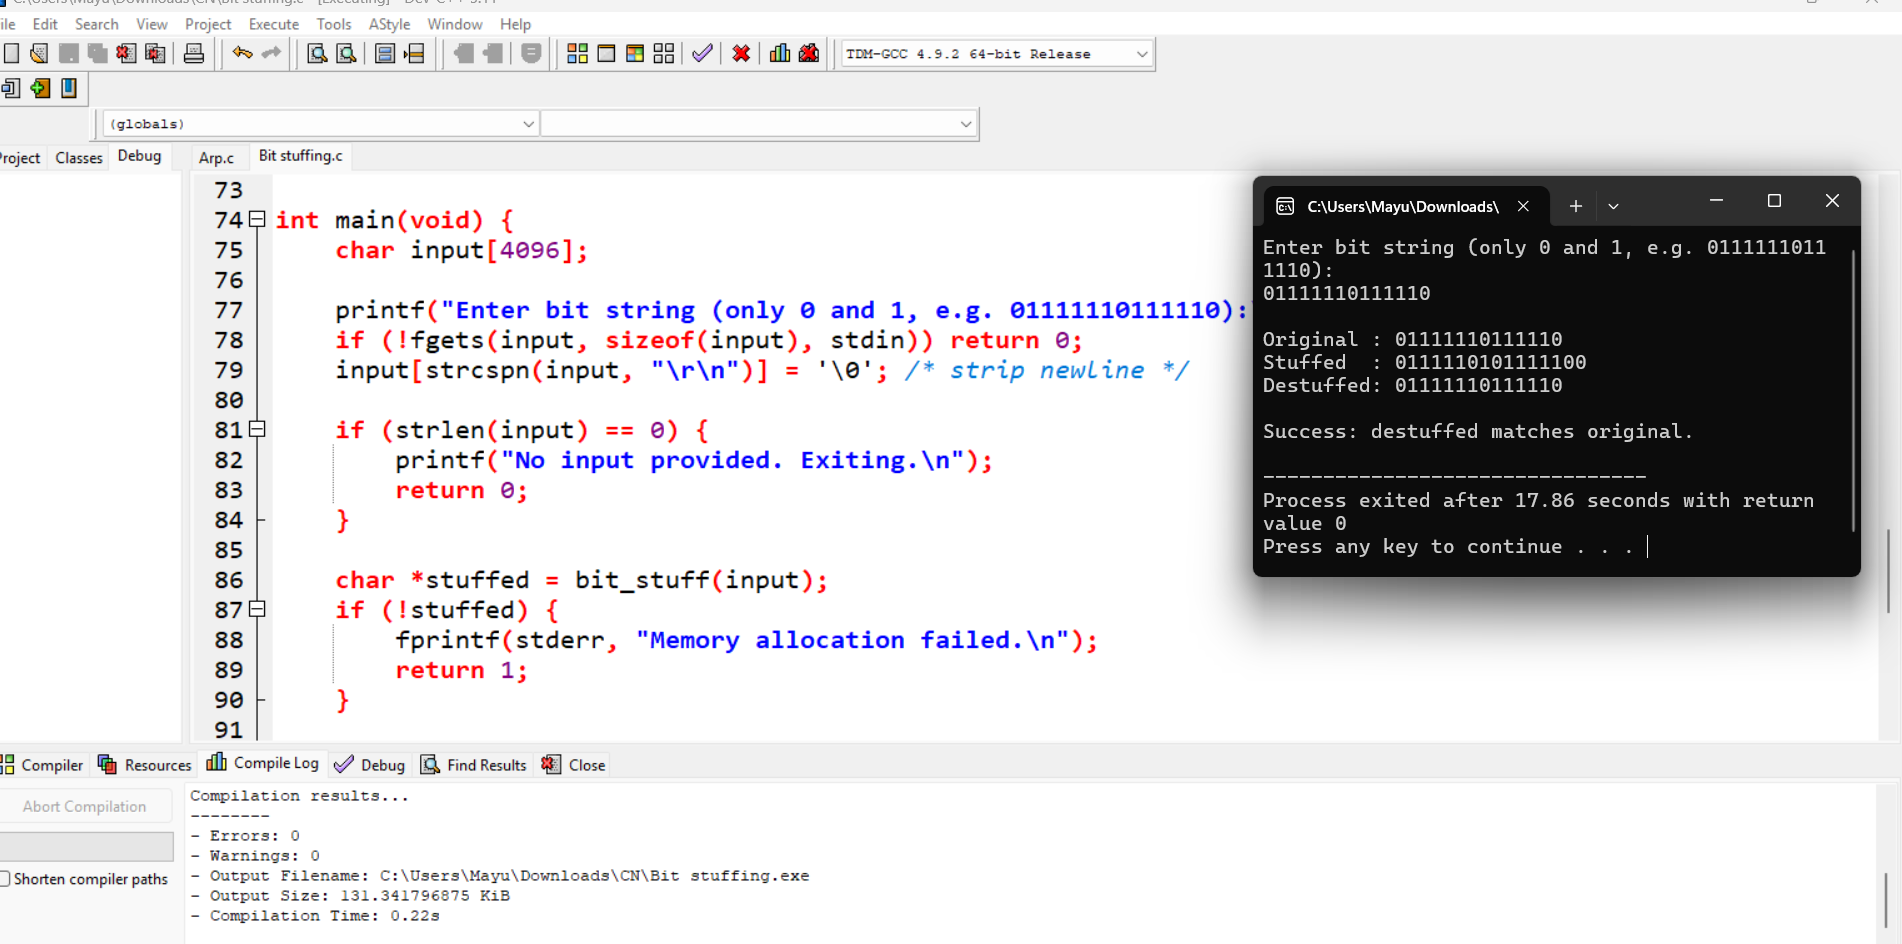 File Edit Search View Project Execute Tools AStyle Window Help
TDM-GCC 4.9.2 64-bit Release
(globals)
Project Classes Debug
Arp.c Bit stuffing.c
73
74 int main(void) {
75 char input[4096];
76
77 printf("Enter bit string (only 0 and 1, e.g. 01111110111110):
78 if (!fgets(input, sizeof(input), stdin)) return 0;
79 input[strcspn(input, "\r\n")] = '\0'; /* strip newline */
80
81 if (strlen(input) == 0) {
82 printf("No input provided. Exiting.\n");
83 return 0;
84 }
85
86 char *stuffed = bit_stuff(input);
87 if (!stuffed) {
88 fprintf(stderr, "Memory allocation failed.\n");
89 return 1;
90 }
91
C:\Users\Mayu\Downloads\
Enter bit string (only 0 and 1, e.g. 0111111011
1110):
01111110111110
Original : 01111110111110
Stuffed  : 0111110101111100
Destuffed: 01111110111110
Success: destuffed matches original.
--------------------------------
Process exited after 17.86 seconds with return
value 0
Press any key to continue . . .
Compiler Resources Compile Log Debug Find Results Close
Abort Compilation
Shorten compiler paths
Compilation results...
--------
- Errors: 0
- Warnings: 0
- Output Filename: C:\Users\Mayu\Downloads\CN\Bit stuffing.exe
- Output Size: 131.341796875 KiB
- Compilation Time: 0.22s